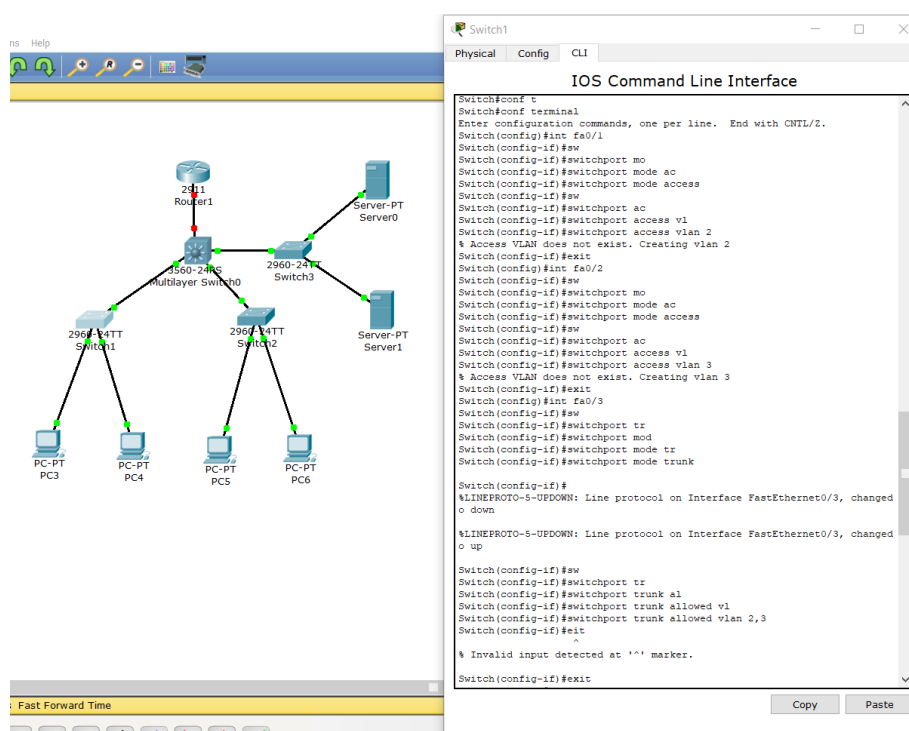 ns Help
Fast Forward Time
2911
Router1
Server-PT
Server0
3560-24PS
Multilayer Switch0
2960-24TT
Switch3
2960-24TT
Switch1
2960-24TT
Switch2
Server-PT
Server1
PC-PT
PC3
PC-PT
PC4
PC-PT
PC5
PC-PT
PC6
Switch1
Physical Config CLI
IOS Command Line Interface
Switch#conf t
Switch#conf terminal
Enter configuration commands, one per line. End with CNTL/Z.
Switch(config)#int fa0/1
Switch(config-if)#sw
Switch(config-if)#switchport mo
Switch(config-if)#switchport mode ac
Switch(config-if)#switchport mode access
Switch(config-if)#sw
Switch(config-if)#switchport ac
Switch(config-if)#switchport access vl
Switch(config-if)#switchport access vlan 2
% Access VLAN does not exist. Creating vlan 2
Switch(config-if)#exit
Switch(config)#int fa0/2
Switch(config-if)#sw
Switch(config-if)#switchport mo
Switch(config-if)#switchport mode ac
Switch(config-if)#switchport mode access
Switch(config-if)#sw
Switch(config-if)#switchport ac
Switch(config-if)#switchport access vl
Switch(config-if)#switchport access vlan 3
% Access VLAN does not exist. Creating vlan 3
Switch(config-if)#exit
Switch(config)#int fa0/3
Switch(config-if)#sw
Switch(config-if)#switchport tr
Switch(config-if)#switchport mod
Switch(config-if)#switchport mode tr
Switch(config-if)#switchport mode trunk
Switch(config-if)#
%LINEPROTO-5-UPDOWN: Line protocol on Interface FastEthernet0/3, changed
o down
%LINEPROTO-5-UPDOWN: Line protocol on Interface FastEthernet0/3, changed
o up
Switch(config-if)#sw
Switch(config-if)#switchport tr
Switch(config-if)#switchport trunk al
Switch(config-if)#switchport trunk allowed vl
Switch(config-if)#switchport trunk allowed vlan 2,3
Switch(config-if)#eit
^
% Invalid input detected at '^' marker.
Switch(config-if)#exit
Copy Paste